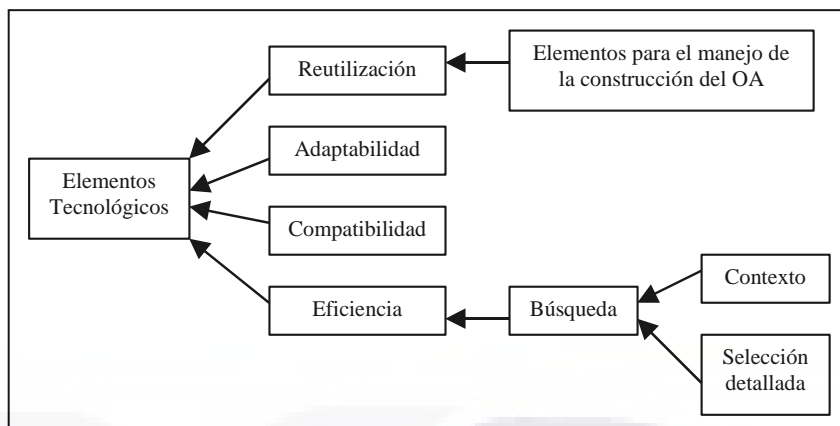 Reutilización
Elementos para el manejo de
la construcción del OA
Adaptabilidad
Elementos
Tecnológicos
Compatibilidad
Eficiencia
Búsqueda
Contexto
Selección
detallada